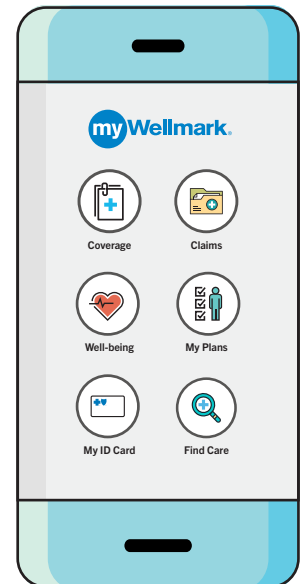 myWellmark®
Coverage
Claims
Well-being
My Plans
My ID Card
Find Care